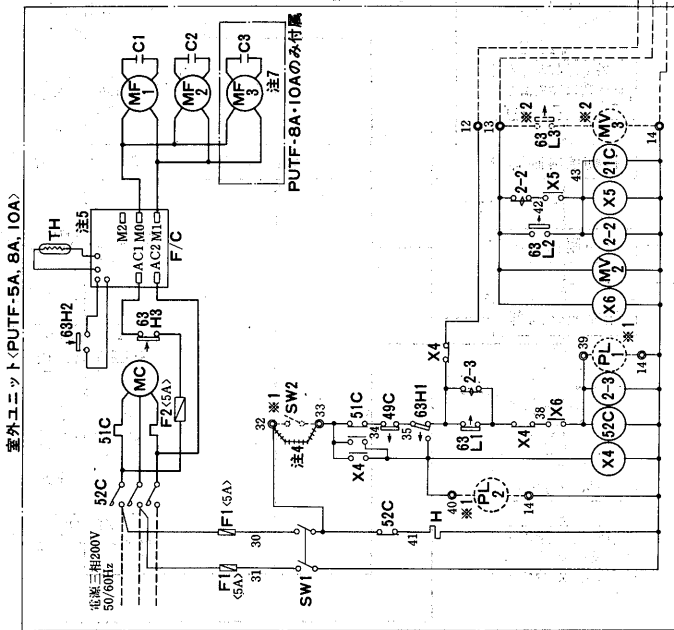 室外ユニット<PUTF-5A, 8A, 10A>
電源三相200V
50/60Hz
52C
51C
MC
F2<5A>
63
H3
63H2
TH
注5
M2
AC1 M0
AC2 M1
F/C
MF
1
C1
MF
2
C2
MF
3
C3
注7
PUTF-8A・10Aのみ付属
F1<5A>
30
F1
<5A>
31
SW1
32
※1
SW2
注4
33
52C
41
H
X4
51C
34
49C
35
63H1
40
※1
PL
2
14
X4
2-3
63
L1
X4
38
X6
39
PL
1
※1
14
2-3
52C
X4
12
13
※2
63
L3
※2
MV
3
14
2-2
42
X5
43
63
L2
21C
X5
2-2
MV
2
X6